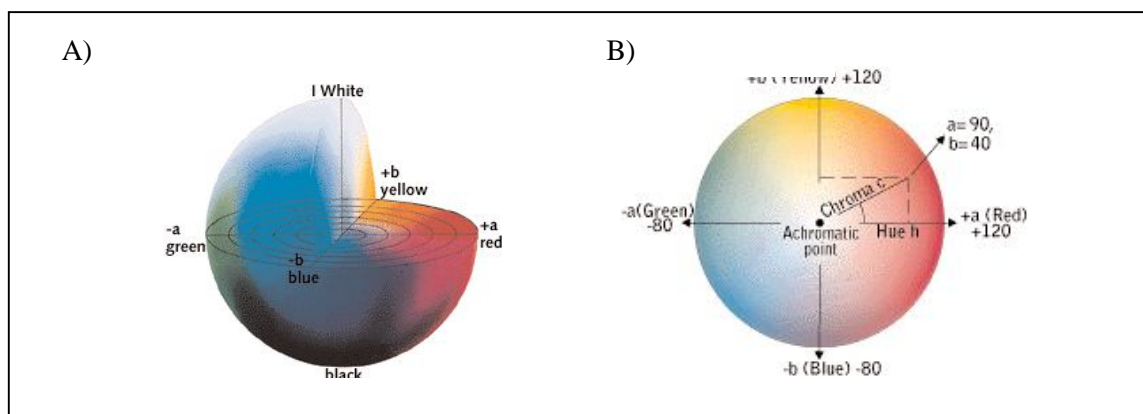 A)
l White
+b
yellow
-a
green
+a
red
-b
blue
black
B)
+b (Yellow) +120
a= 90,
b= 40
Chroma c
-a(Green)
-80
Achromatic
point
Hue h
+a (Red)
+120
-b (Blue) -80